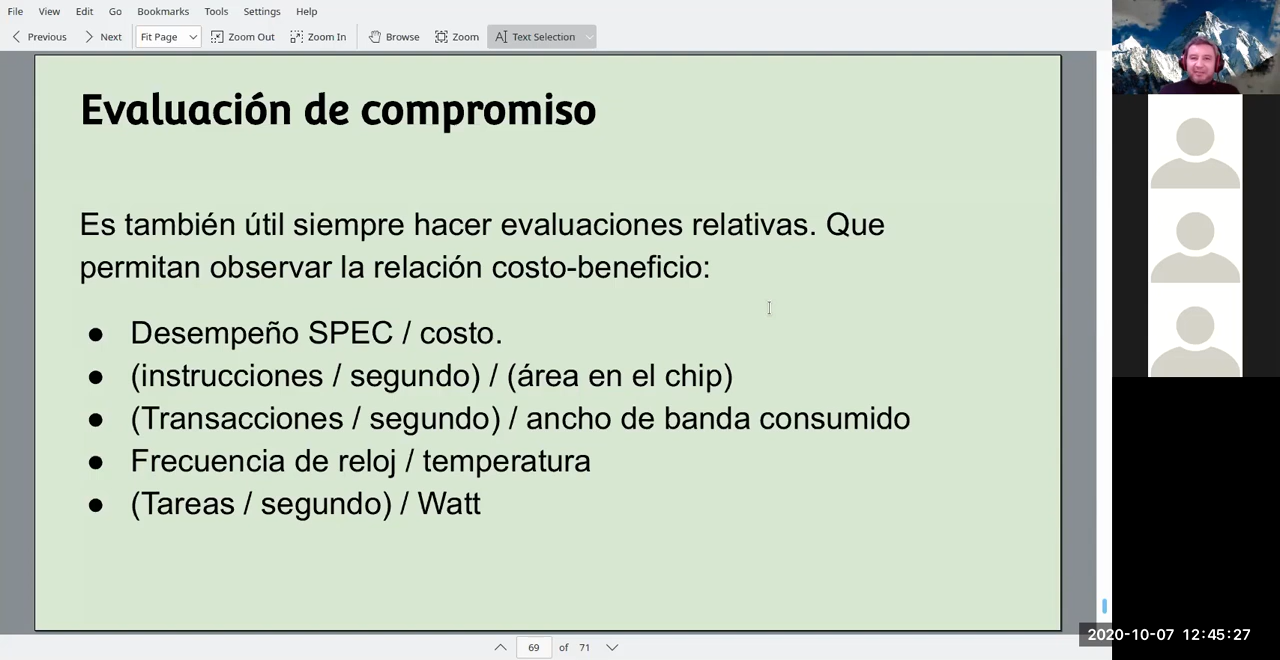 File View Edit Go Bookmarks Tools Settings Help
Previous Next Fit Page Zoom Out Zoom In Browse Zoom Text Selection
Evaluación de compromiso
Es también útil siempre hacer evaluaciones relativas. Que
permitan observar la relación costo-beneficio:
● Desempeño SPEC / costo.
● (instrucciones / segundo) / (área en el chip)
● (Transacciones / segundo) / ancho de banda consumido
● Frecuencia de reloj / temperatura
● (Tareas / segundo) / Watt
2020-10-07 12:45:27
69 of 71